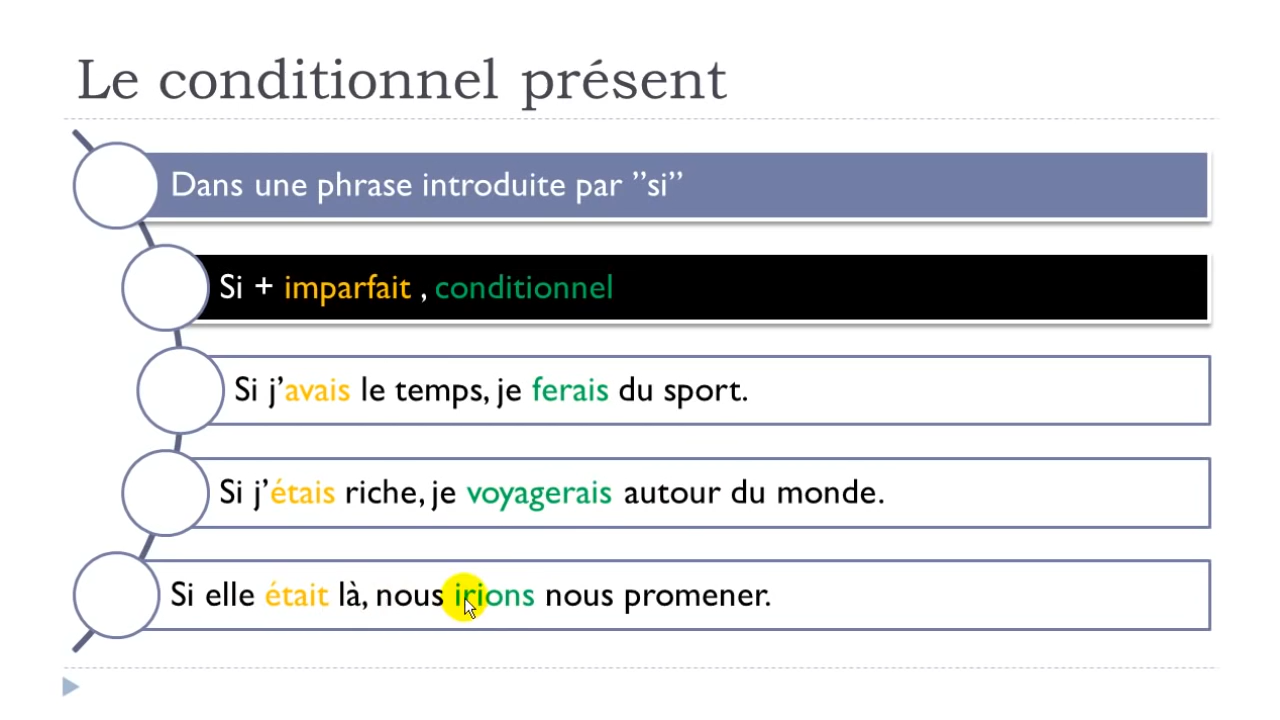 Le conditionnel présent
Dans une phrase introduite par ”si”
Si + imparfait , conditionnel
Si j’avais le temps, je ferais du sport.
Si j’étais riche, je voyagerais autour du monde.
Si elle était là, nous irions nous promener.